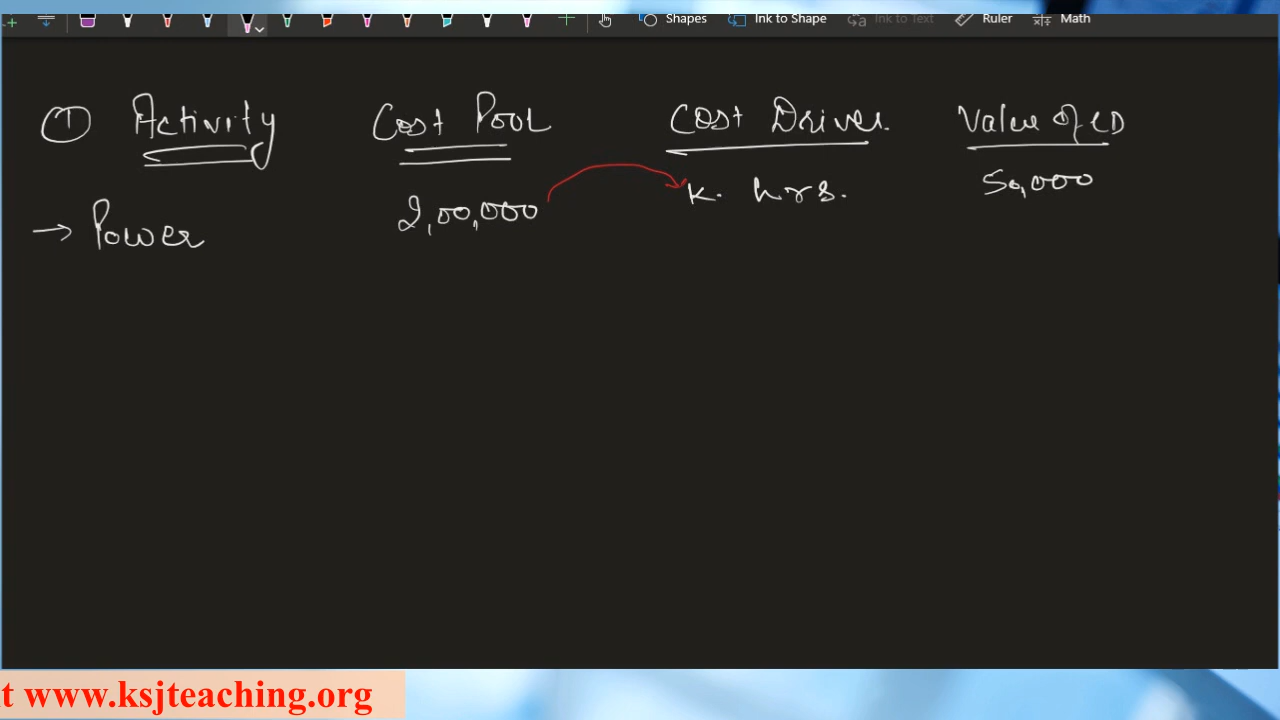 Shapes Ink to Shape Ink to Text Ruler Math
① Activity Cost Pool Cost Driver. Value of CD
→ Power 2,00,000 k. hrs. 50,000
t www.ksjteaching.org